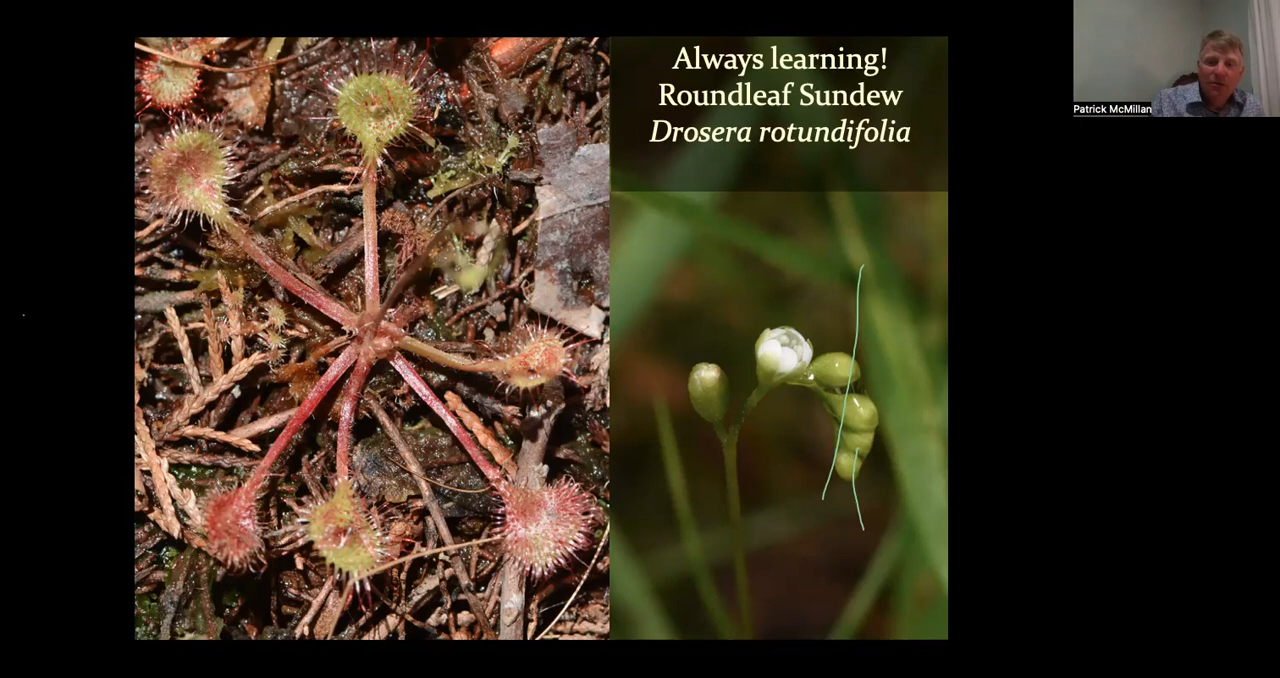 Always learning!
Roundleaf Sundew
Drosera rotundifolia
Patrick McMillan